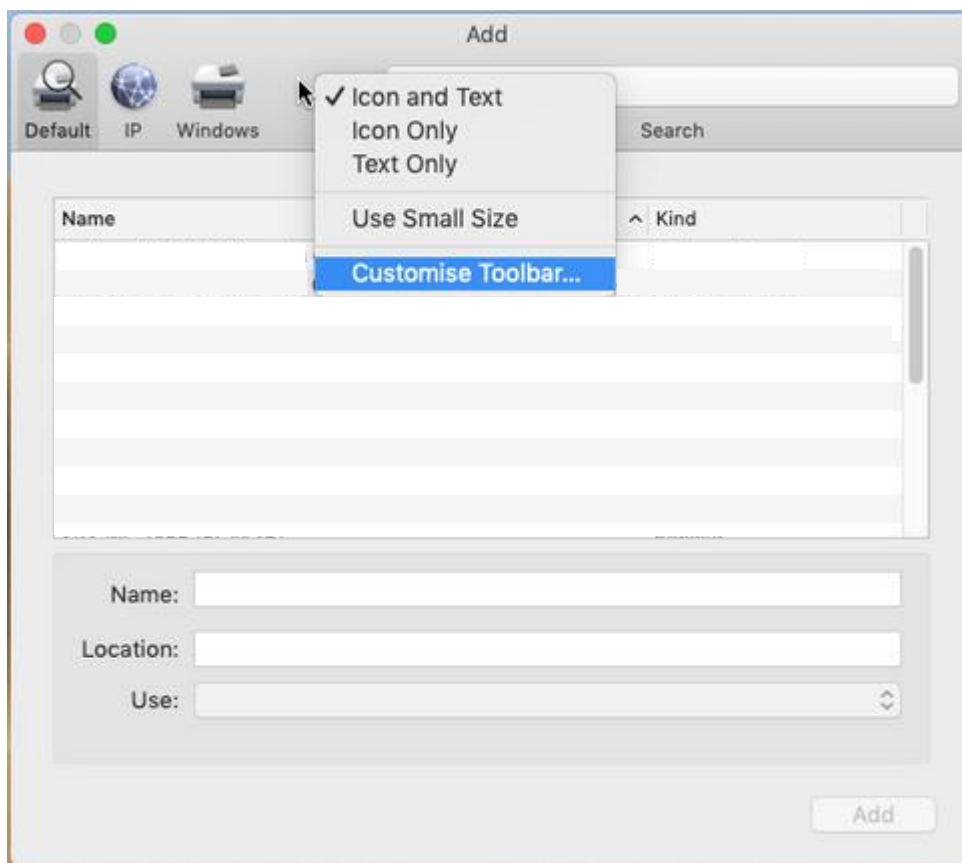 Add
Default IP Windows Search
✓ Icon and Text
Icon Only
Text Only
Use Small Size
Customise Toolbar...
Name Kind
Name:
Location:
Use:
Add